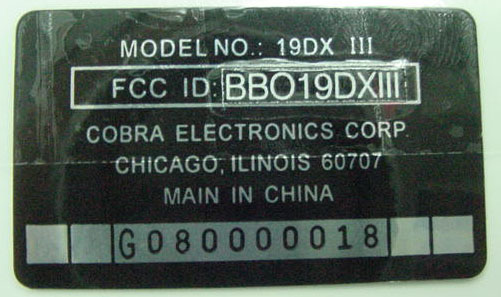 MODEL NO.: 19DX III
FCC ID: BBO19DXIII
COBRA ELECTRONICS CORP.
CHICAGO, ILINOIS 60707
MAIN IN CHINA
G080000018